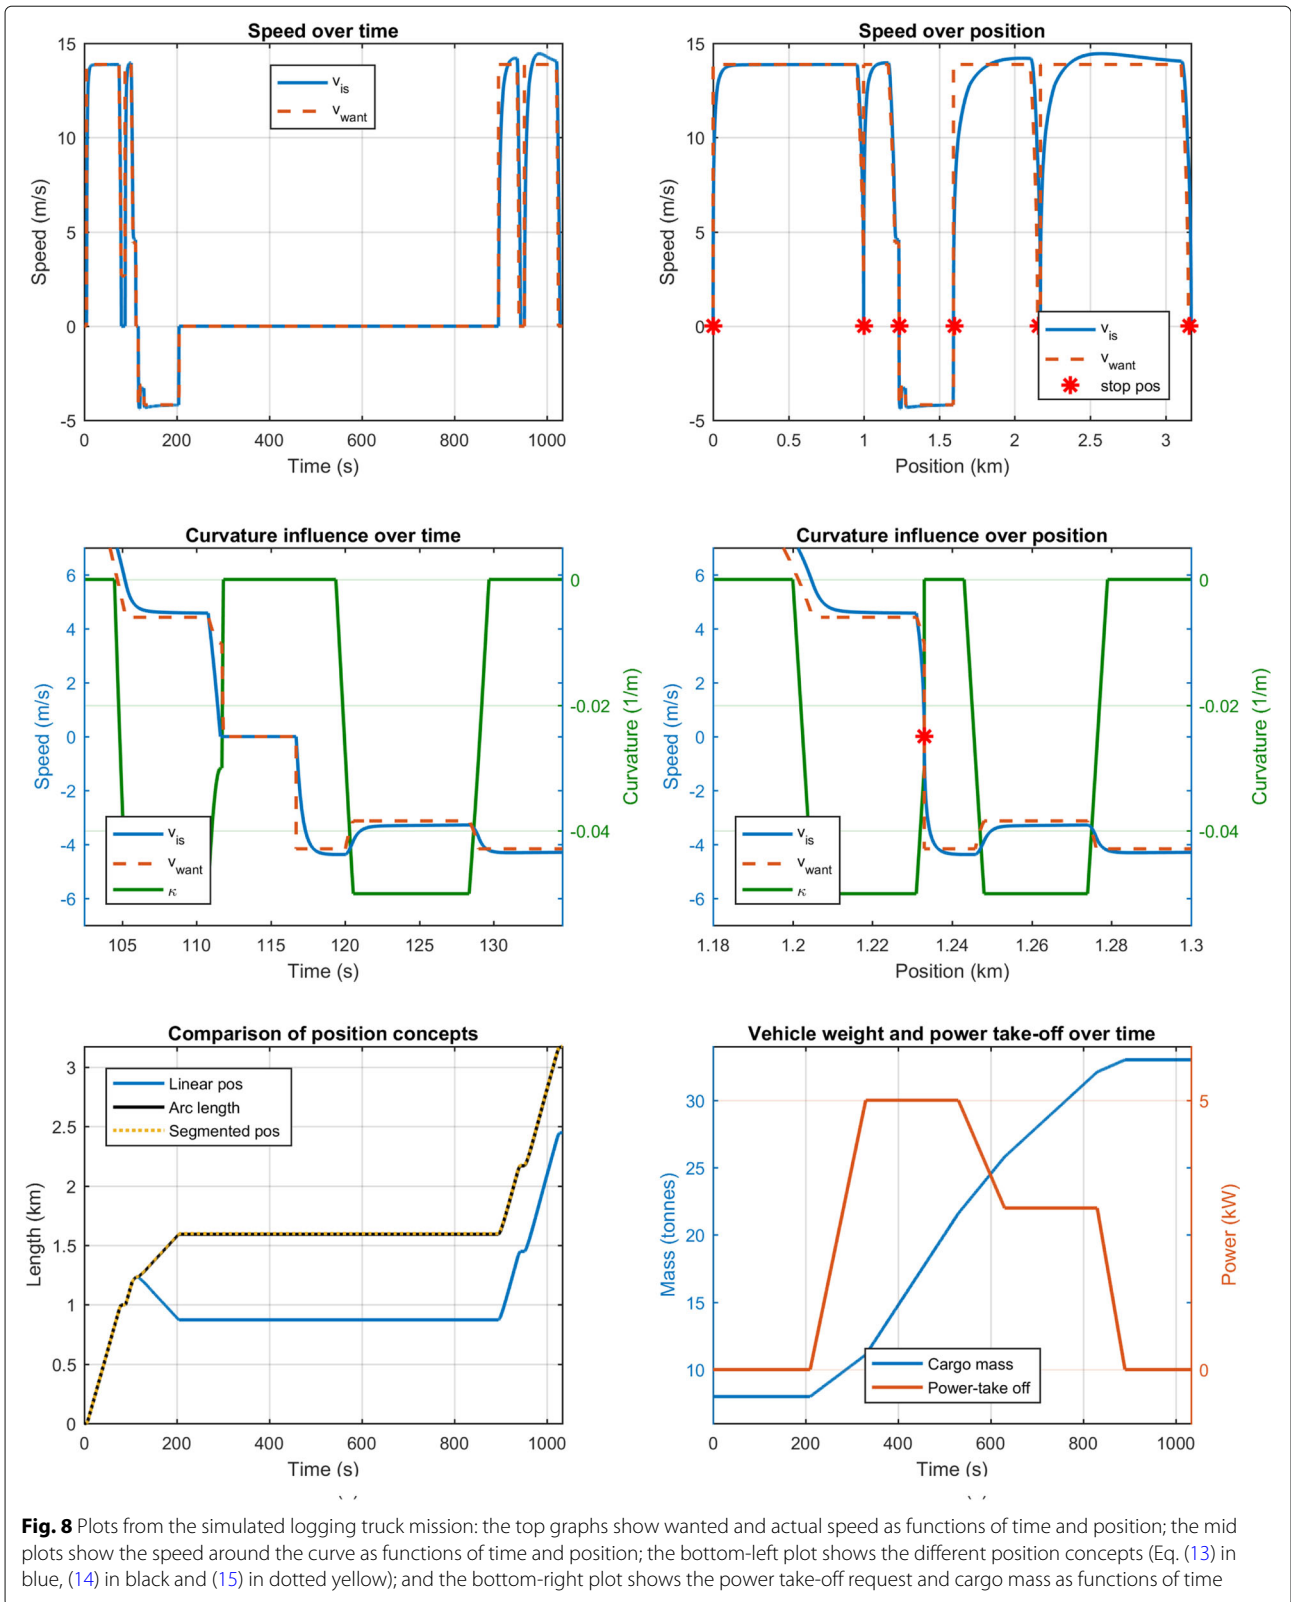 Speed over time
15
10
5
0
-5
Speed (m/s)
v_is
v_want
0 200 400 600 800 1000
Time (s)
Speed over position
15
10
5
0
-5
Speed (m/s)
v_is
v_want
stop pos
0 0.5 1 1.5 2 2.5 3
Position (km)
Curvature influence over time
6
4
2
0
-2
-4
-6
Speed (m/s)
0
-0.02
-0.04
Curvature (1/m)
v_is
v_want
κ
105 110 115 120 125 130
Time (s)
Curvature influence over position
6
4
2
0
-2
-4
-6
Speed (m/s)
0
-0.02
-0.04
Curvature (1/m)
v_is
v_want
κ
1.18 1.2 1.22 1.24 1.26 1.28 1.3
Position (km)
Comparison of position concepts
3
2.5
2
1.5
1
0.5
0
Length (km)
Linear pos
Arc length
Segmented pos
0 200 400 600 800 1000
Time (s)
Vehicle weight and power take-off over time
30
25
20
15
10
Mass (tonnes)
5
0
Power (kW)
Cargo mass
Power-take off
0 200 400 600 800 1000
Time (s)
Fig. 8 Plots from the simulated logging truck mission: the top graphs show wanted and actual speed as functions of time and position; the mid
plots show the speed around the curve as functions of time and position; the bottom-left plot shows the different position concepts (Eq. (13) in
blue, (14) in black and (15) in dotted yellow); and the bottom-right plot shows the power take-off request and cargo mass as functions of time